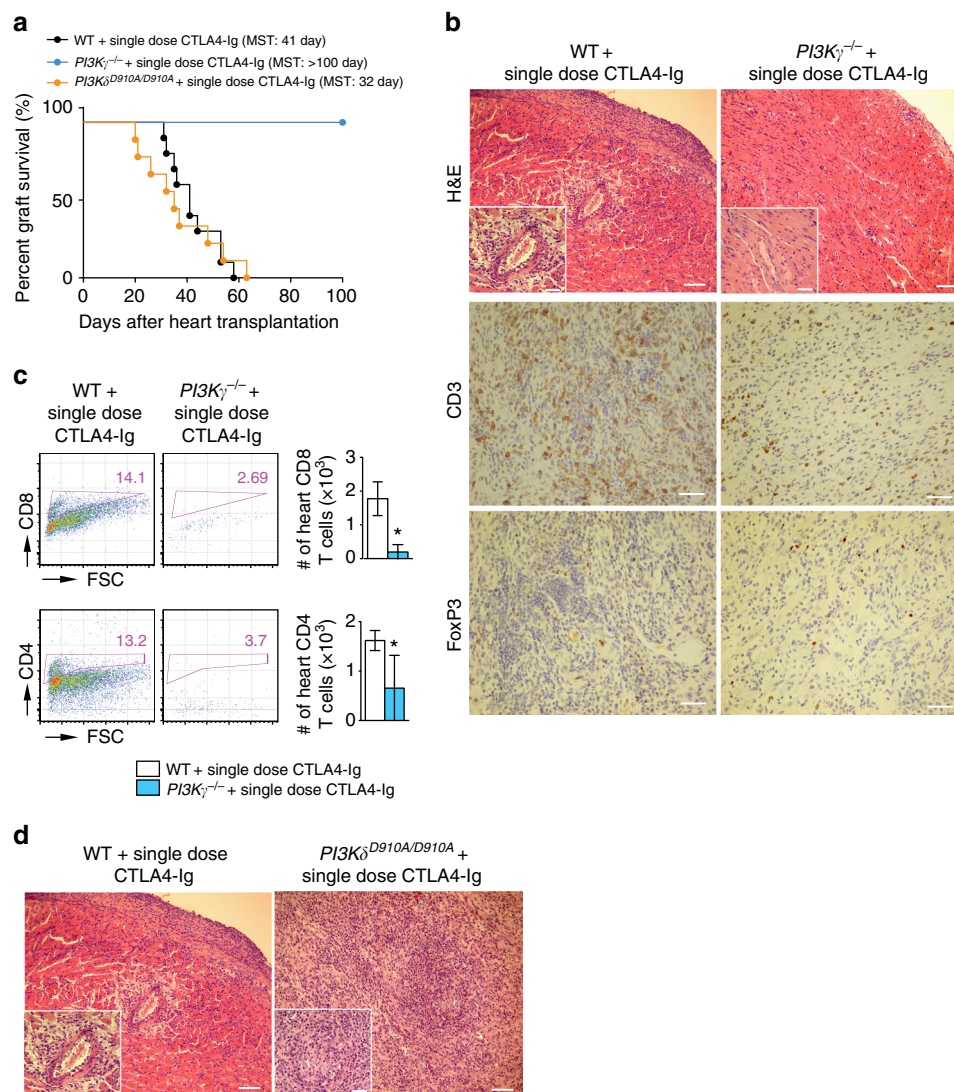 a
WT + single dose CTLA4-Ig (MST: 41 day)
PI3Kγ–/– + single dose CTLA4-Ig (MST: >100 day)
PI3KδD910A/D910A + single dose CTLA4-Ig (MST: 32 day)
Percent graft survival (%)
100
50
0
0 20 40 60 80 100
Days after heart transplantation
b
WT +
single dose CTLA4-Ig
PI3Kγ–/– +
single dose CTLA4-Ig
H&E
CD3
FoxP3
c
WT +
single dose
CTLA4-Ig
PI3Kγ–/– +
single dose
CTLA4-Ig
14.1
2.69
CD8
FSC
# of heart CD8
T cells (×10³)
3
2
1
0
*
13.2
3.7
CD4
FSC
# of heart CD4
T cells (×10³)
2
1
0
*
WT + single dose CTLA4-Ig
PI3Kγ–/– + single dose CTLA4-Ig
d
WT + single dose
CTLA4-Ig
PI3KδD910A/D910A +
single dose CTLA4-Ig